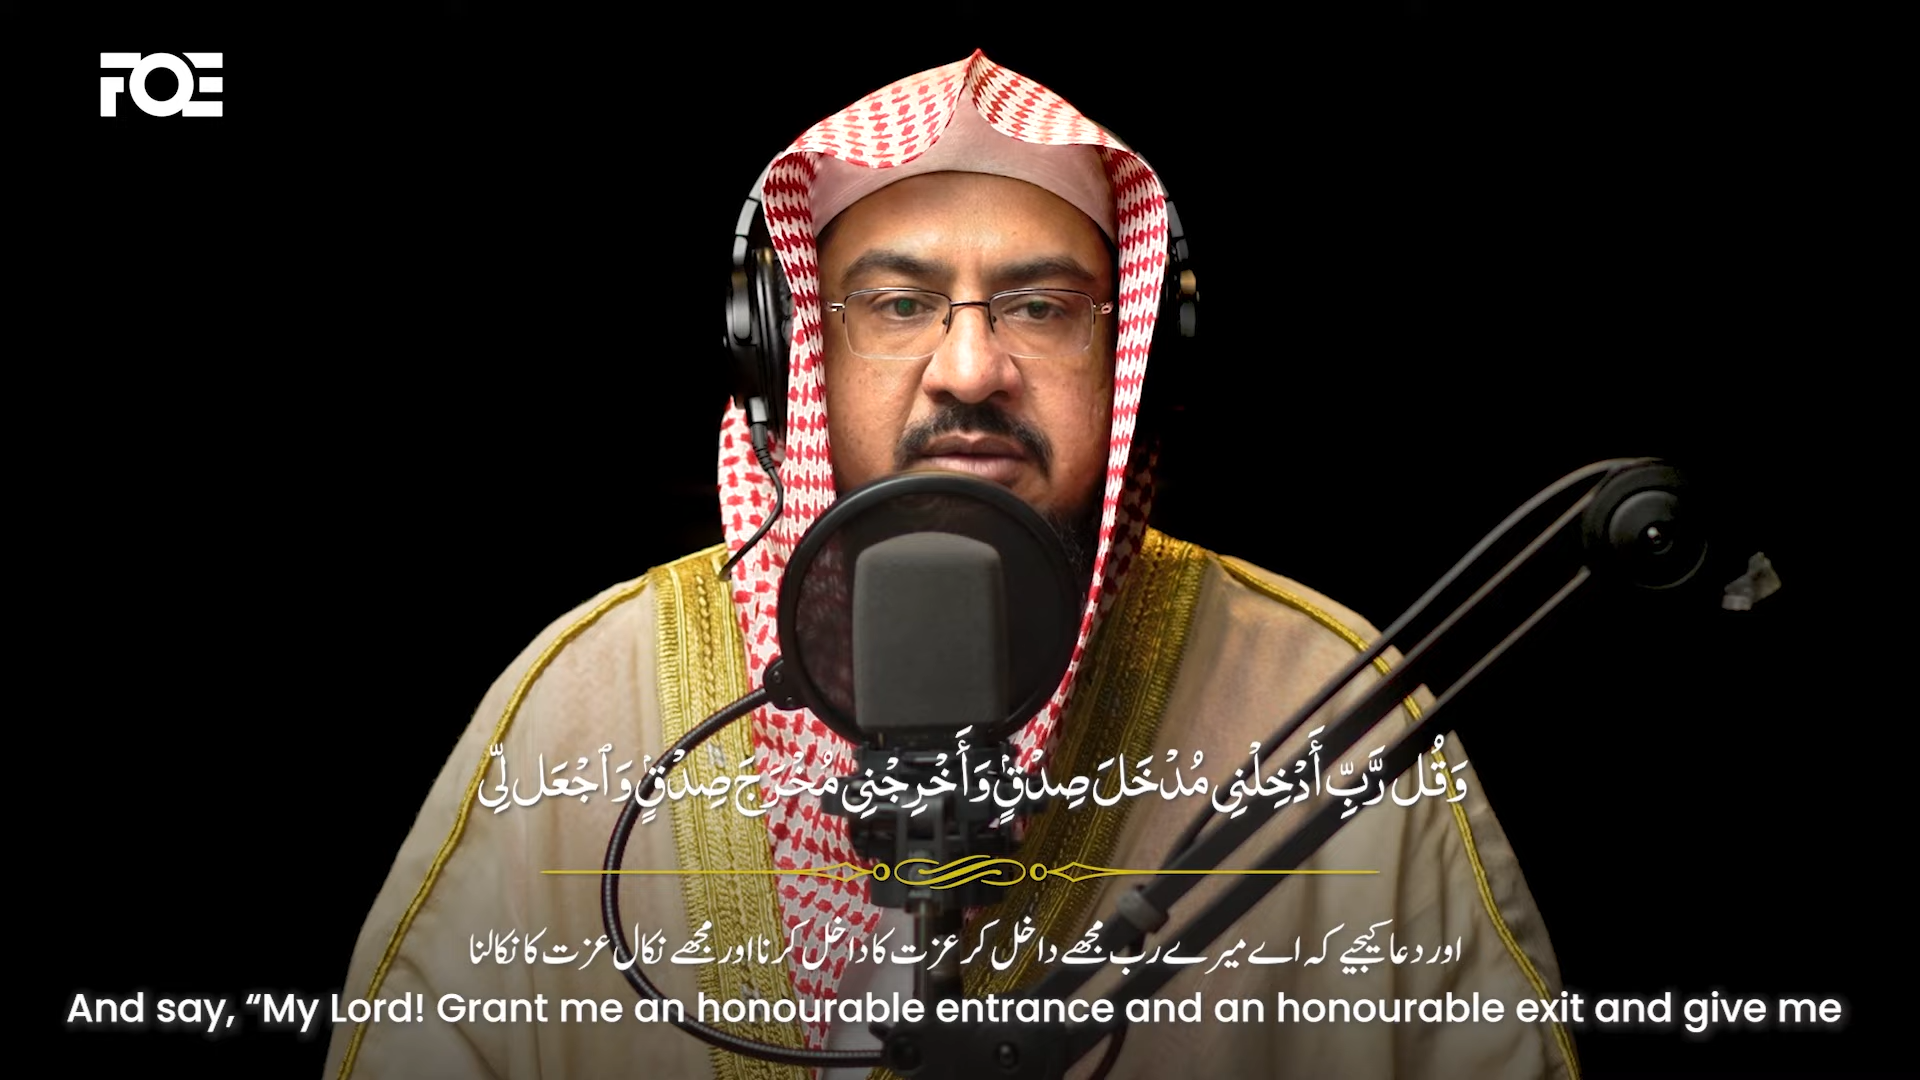 FOE
وَقُل رَّبِّ أَدْخِلْنِى مُدْخَلَ صِدْقٍۢ وَأَخْرِجْنِى مُخْرَجَ صِدْقٍۢ وَٱجْعَل لِّى
اور دعا کیجیے کہ اے میرے رب مجھے داخل کر عزت کا داخل کرنا اور مجھے نکال عزت کا نکالنا
And say, “My Lord! Grant me an honourable entrance and an honourable exit and give me